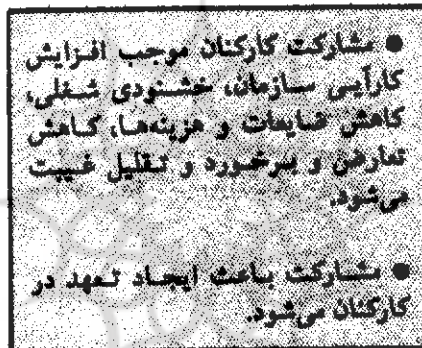 ● مشارکت کارکنان موجب افزایش
کارآیی سازمان، خشنودی شغلی،
کاهش ضایعات و هزینه‌ها، کاهش
تعارض و برخورد و تقلیل غیبت
می‌شود.
● مشارکت باعث ایجاد تعهد در
کارکنان می‌شود.